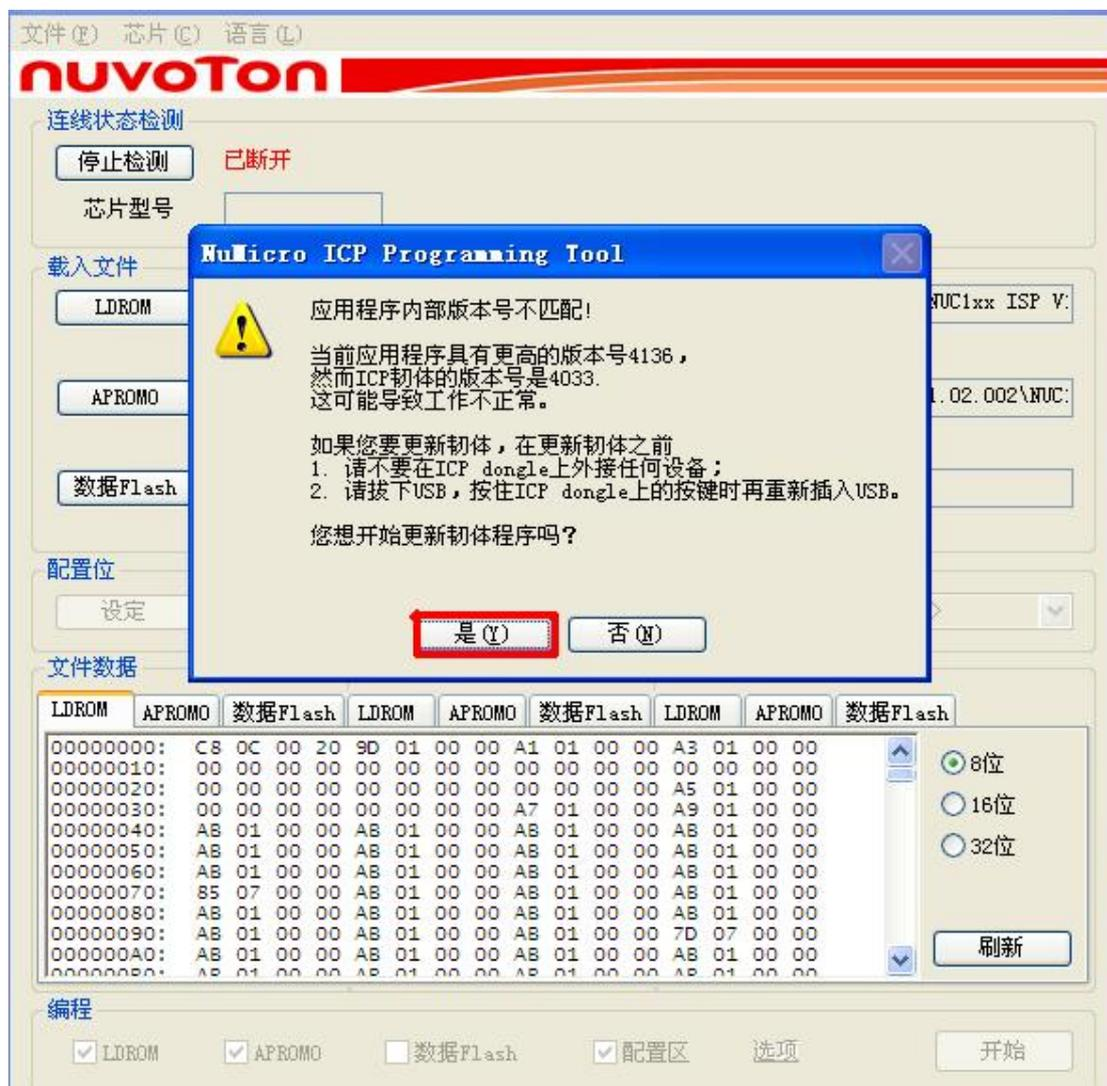 文件(F) 芯片(C) 语言(L)
nuvoTon
连线状态检测
停止检测 已断开
芯片型号
NuMicro ICP Programming Tool
载入文件
LDROM
NUC1xx ISP V:
应用程序内部版本号不匹配!
当前应用程序具有更高的版本号4136,
然而ICP韧体的版本号是4033.
这可能导致工作不正常。
APROM0
1.02.002\NUC:
如果您要更新韧体,在更新韧体之前
1. 请不要在ICP dongle上外接任何设备;
2. 请拔下USB,按住ICP dongle上的按键时再重新插入USB。
数据Flash
您想开始更新韧体程序吗?
配置位
设定
是(Y) 否(N)
文件数据
LDROM APROM0 数据Flash LDROM APROM0 数据Flash LDROM APROM0 数据Flash
00000000: C8 0C 00 20 9D 01 00 00 A1 01 00 00 A3 01 00 00
00000010: 00 00 00 00 00 00 00 00 00 00 00 00 00 00 00 00
00000020: 00 00 00 00 00 00 00 00 00 00 00 00 A5 01 00 00
00000030: 00 00 00 00 00 00 00 00 A7 01 00 00 A9 01 00 00
00000040: AB 01 00 00 AB 01 00 00 AB 01 00 00 AB 01 00 00
00000050: AB 01 00 00 AB 01 00 00 AB 01 00 00 AB 01 00 00
00000060: AB 01 00 00 AB 01 00 00 AB 01 00 00 AB 01 00 00
00000070: 85 07 00 00 AB 01 00 00 AB 01 00 00 AB 01 00 00
00000080: AB 01 00 00 AB 01 00 00 AB 01 00 00 AB 01 00 00
00000090: AB 01 00 00 AB 01 00 00 AB 01 00 00 7D 07 00 00
000000A0: AB 01 00 00 AB 01 00 00 AB 01 00 00 AB 01 00 00
8位
16位
32位
刷新
编程
LDROM APROM0 数据Flash 配置区 选项 开始